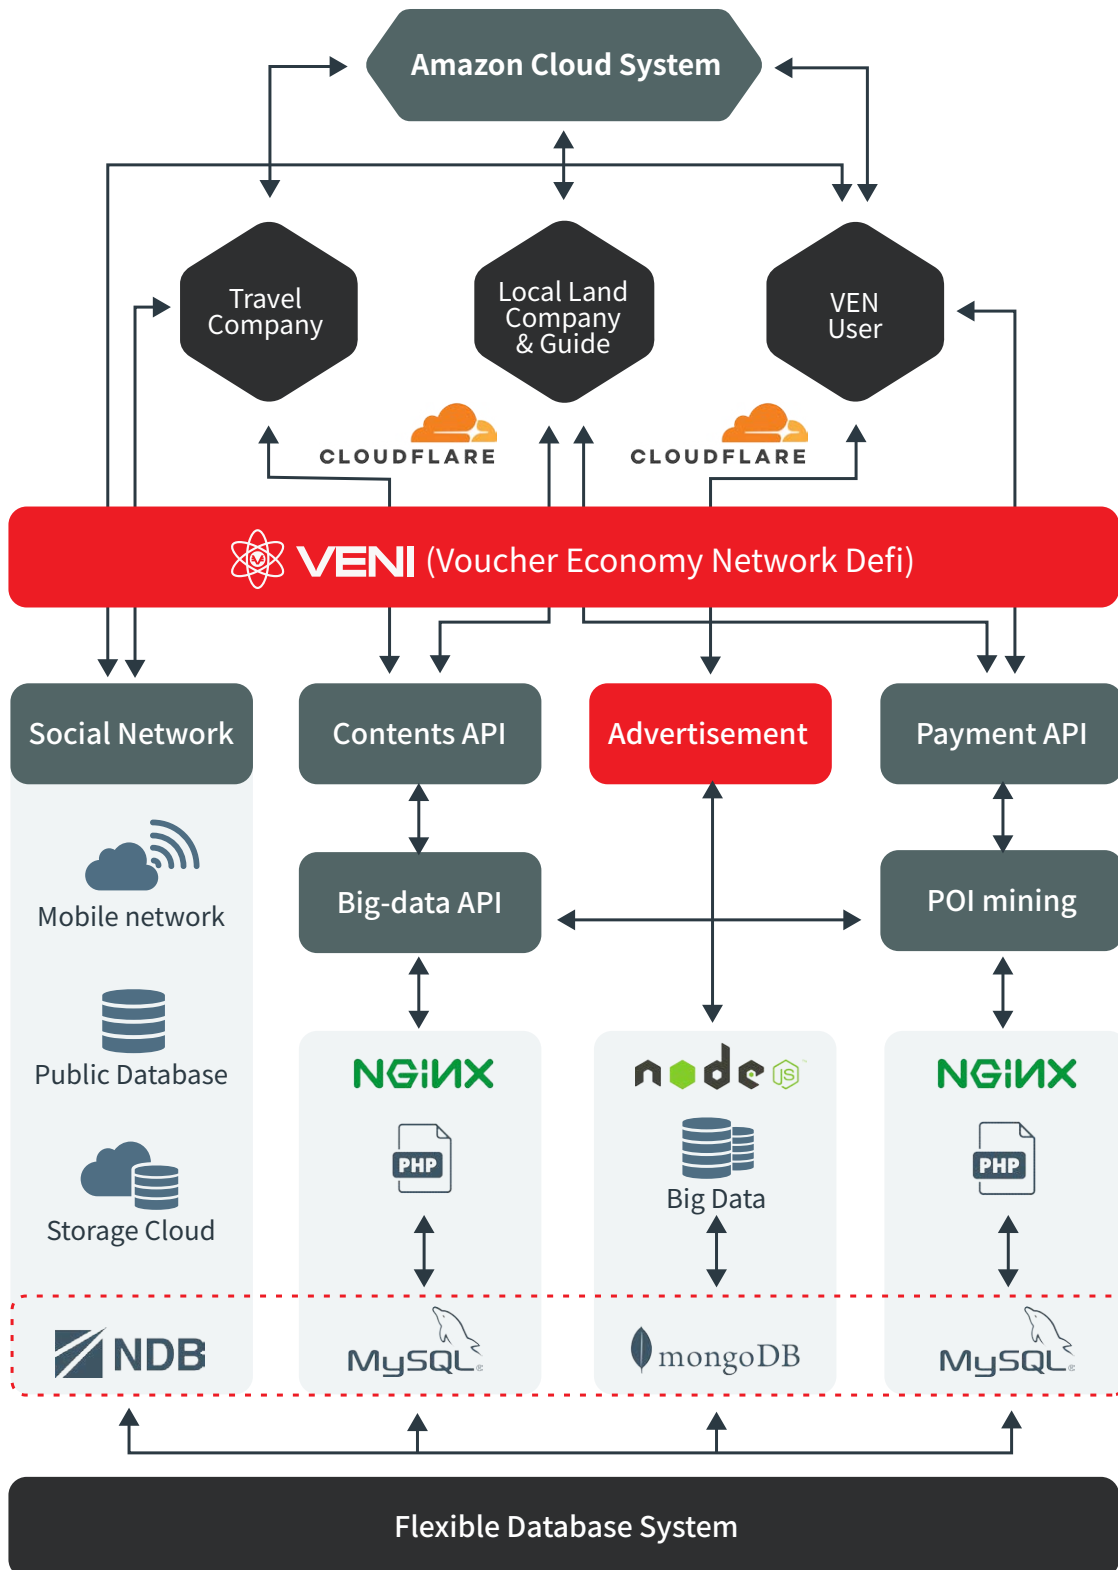 Amazon Cloud System
Travel
Company
Local Land
Company
& Guide
VEN
User
CLOUDFLARE
CLOUDFLARE
VENI (Voucher Economy Network Defi)
Social Network
Contents API
Advertisement
Payment API
Mobile network
Big-data API
POI mining
Public Database
NGINX
node JS
NGINX
PHP
PHP
Storage Cloud
Big Data
NDB
MySQL®
mongoDB
MySQL®
Flexible Database System